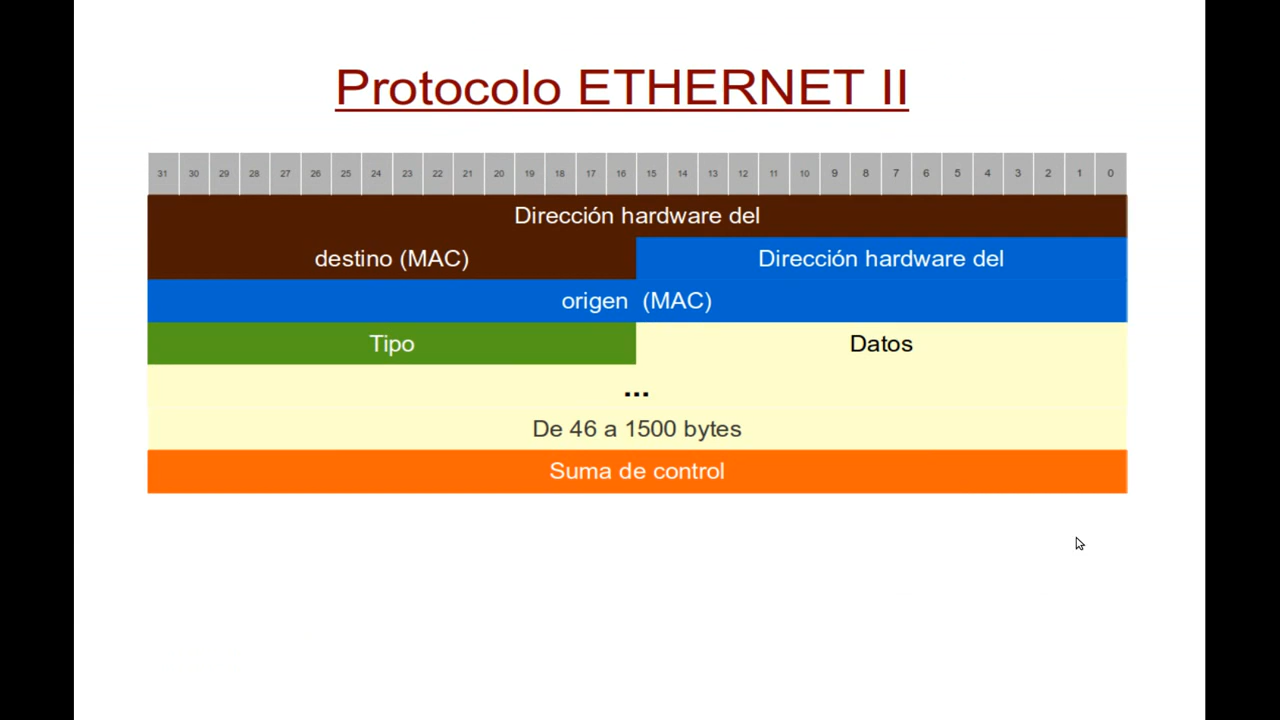 Protocolo ETHERNET II
31 30 29 28 27 26 25 24 23 22 21 20 19 18 17 16 15 14 13 12 11 10 9 8 7 6 5 4 3 2 1 0
Dirección hardware del
destino (MAC) Dirección hardware del
origen (MAC)
Tipo Datos
...
De 46 a 1500 bytes
Suma de control